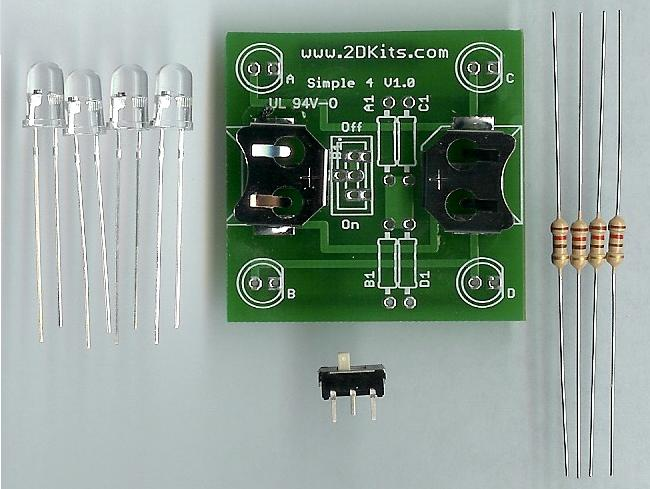 www.2DKits.com
A
C
Simple 4 V1.0
UL 94V-0
A1
C1
Off
+
+
On
B1
D1
B
D